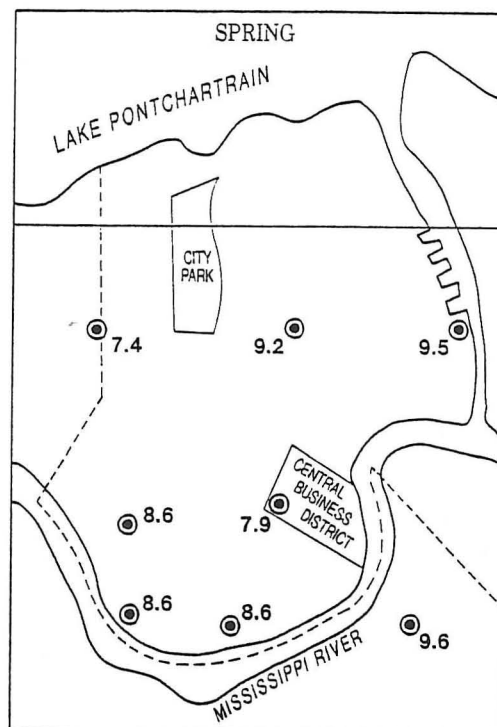 SPRING
LAKE PONTCHARTRAIN
CITY
PARK
7.4
9.2
9.5
CENTRAL
BUSINESS
DISTRICT
8.6
7.9
8.6
8.6
9.6
MISSISSIPPI RIVER